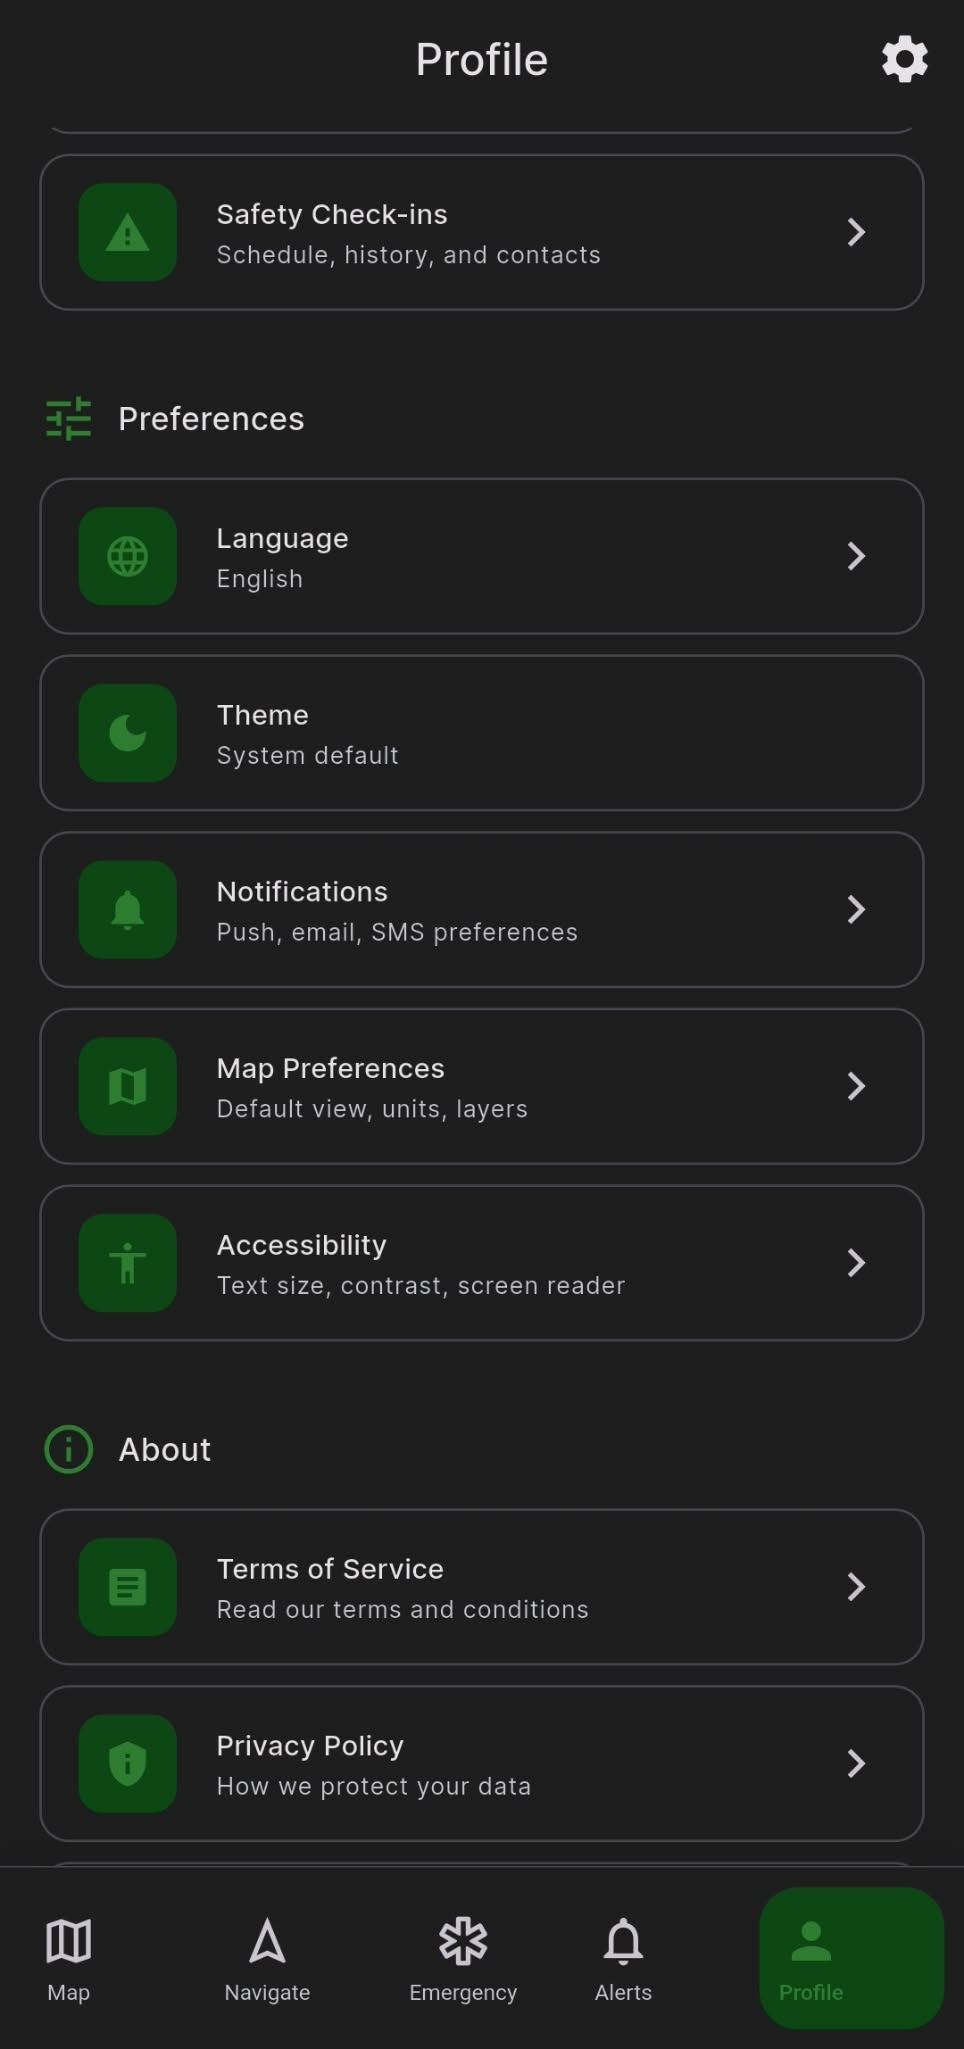 Profile
Safety Check-ins
Schedule, history, and contacts
Preferences
Language
English
Theme
System default
Notifications
Push, email, SMS preferences
Map Preferences
Default view, units, layers
Accessibility
Text size, contrast, screen reader
About
Terms of Service
Read our terms and conditions
Privacy Policy
How we protect your data
Map
Navigate
Emergency
Alerts
Profile